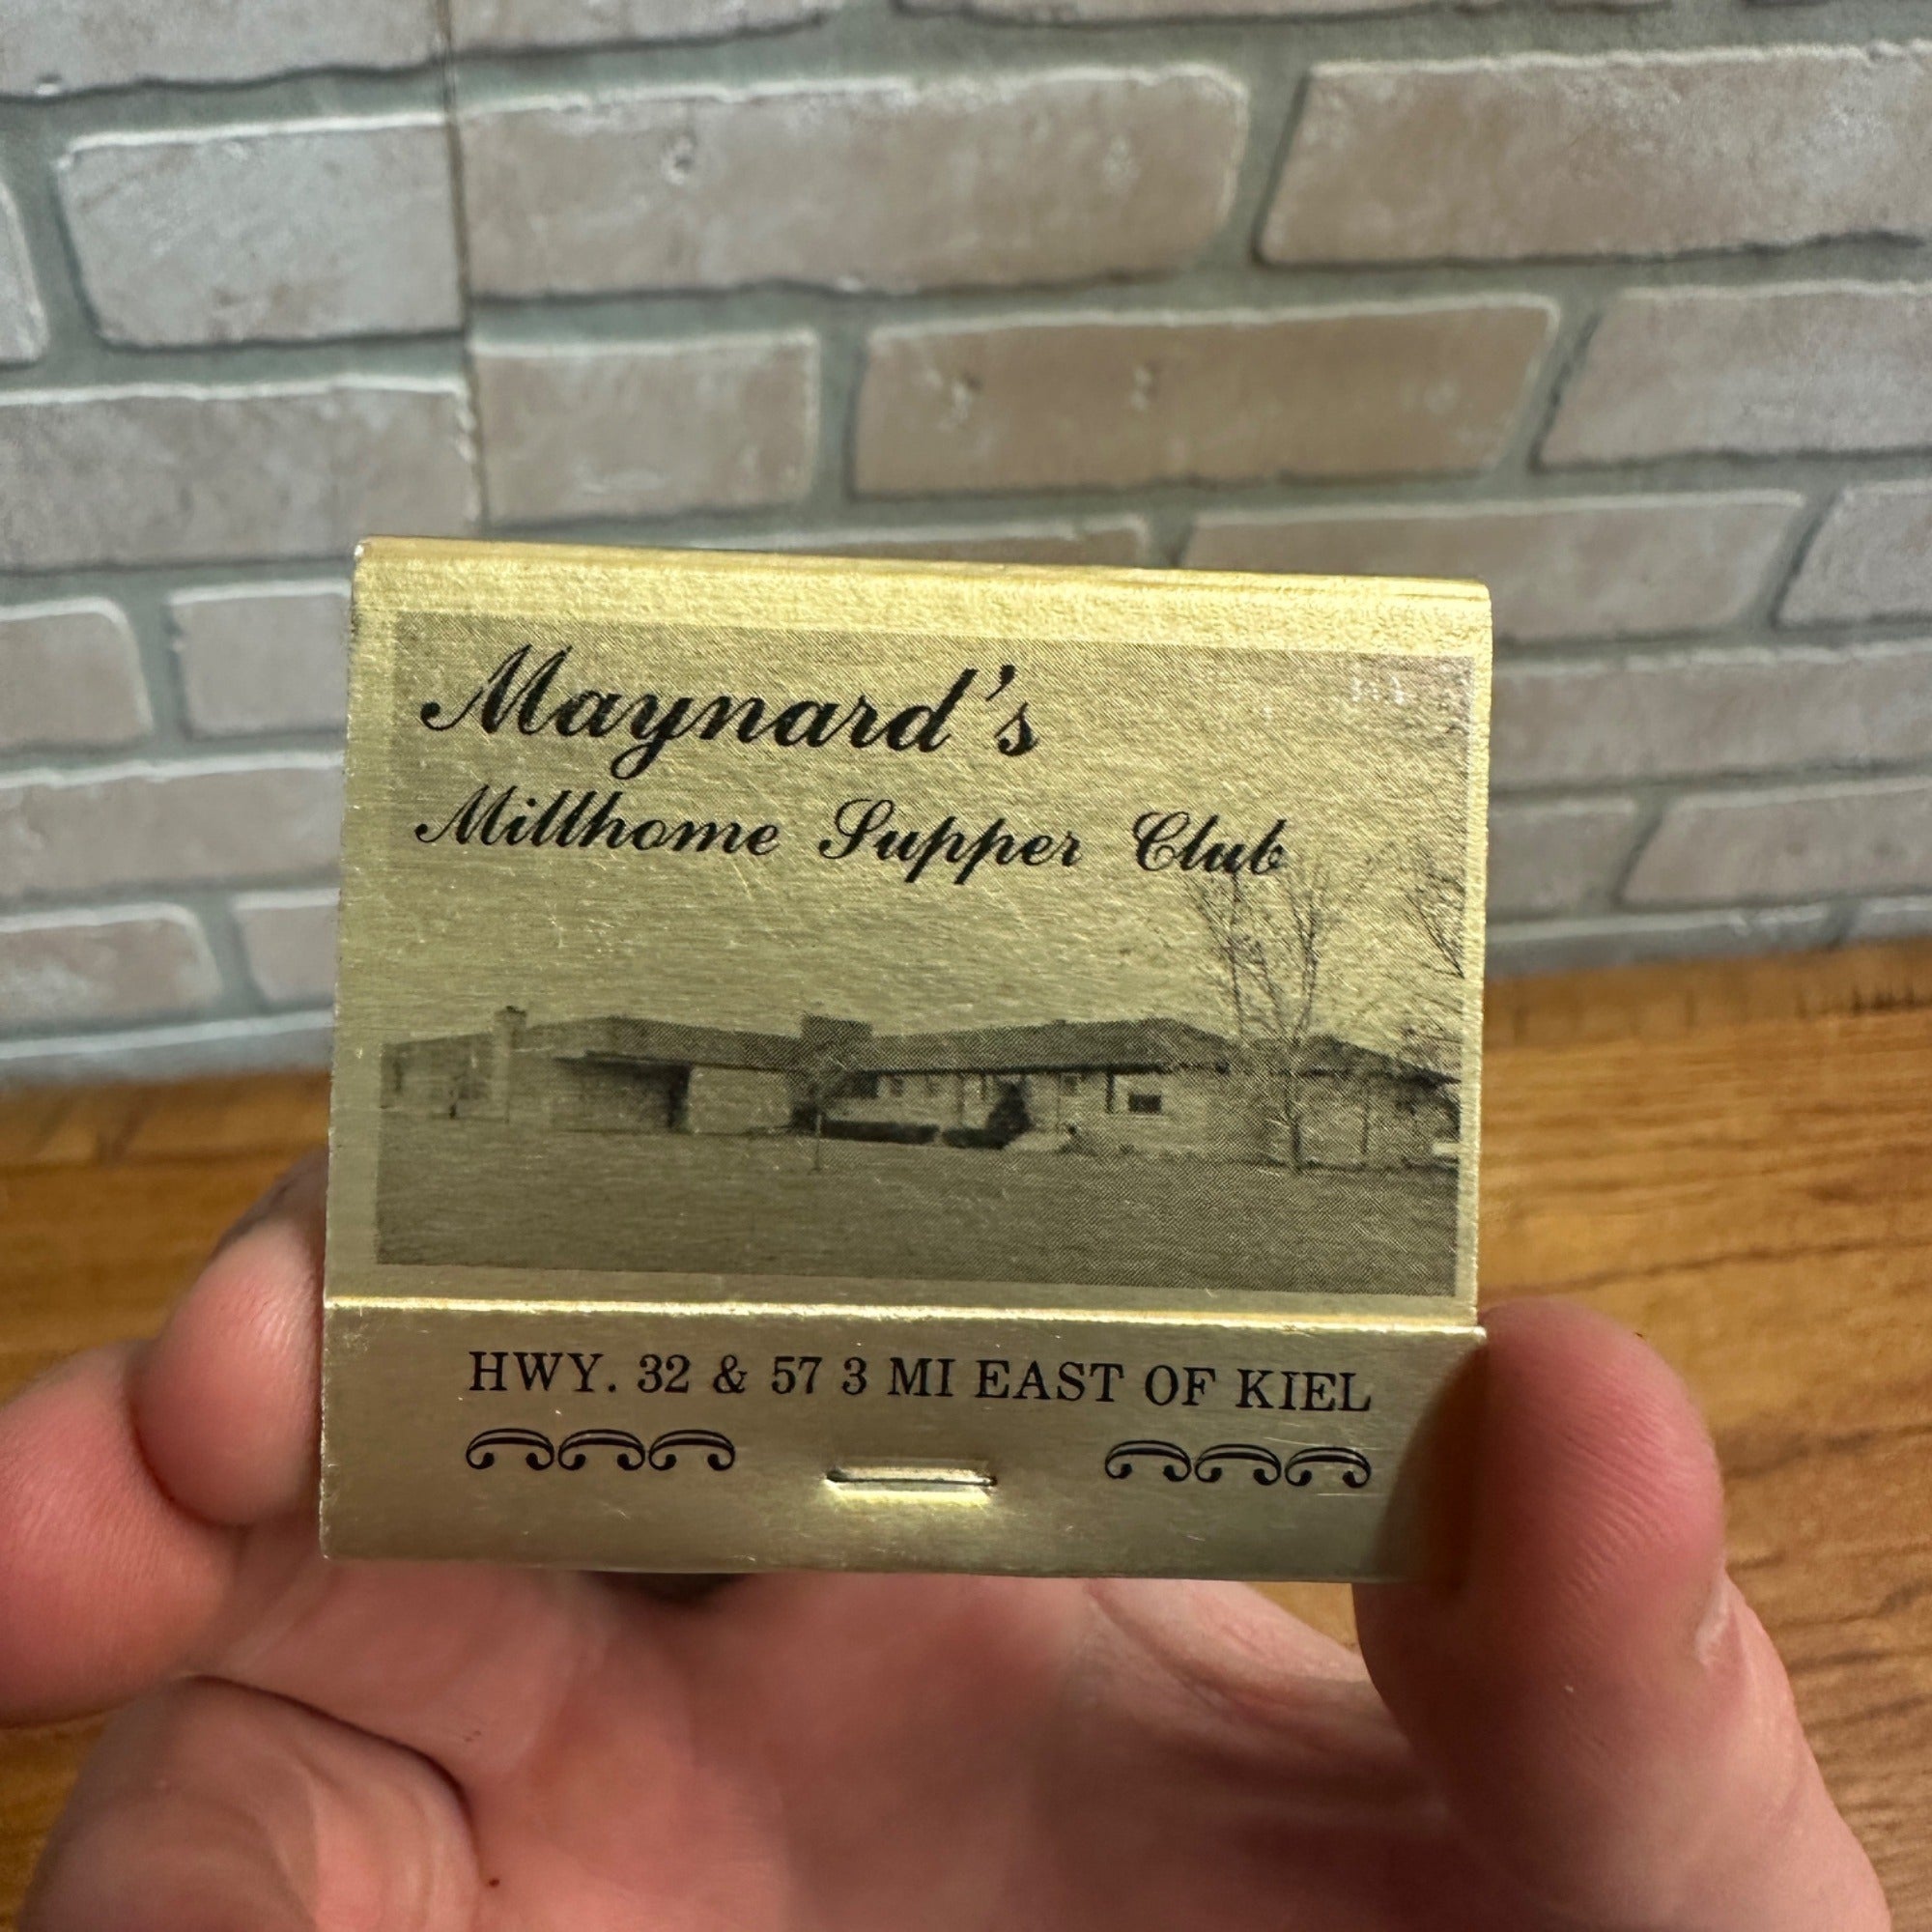 Maynard's
Millhome Supper Club
HWY. 32 & 57 3 MI EAST OF KIEL